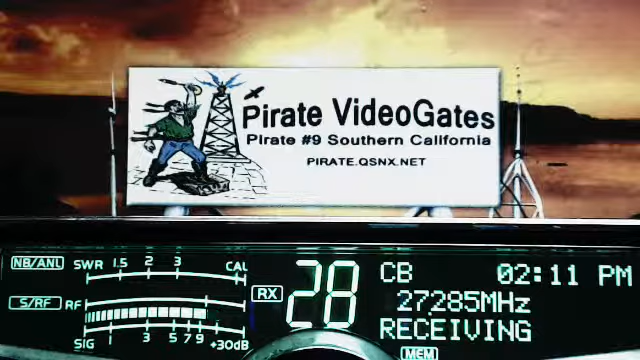 Pirate VideoGates
Pirate #9 Southern California
PIRATE.QSNX.NET
NB/ANL SWR 1.5 2 3 CAL
S/RF RF
SIG 1 3 5 7 9 +30dB
RX 28
CB 02:11 PM
27285MHz
RECEIVING
MEM